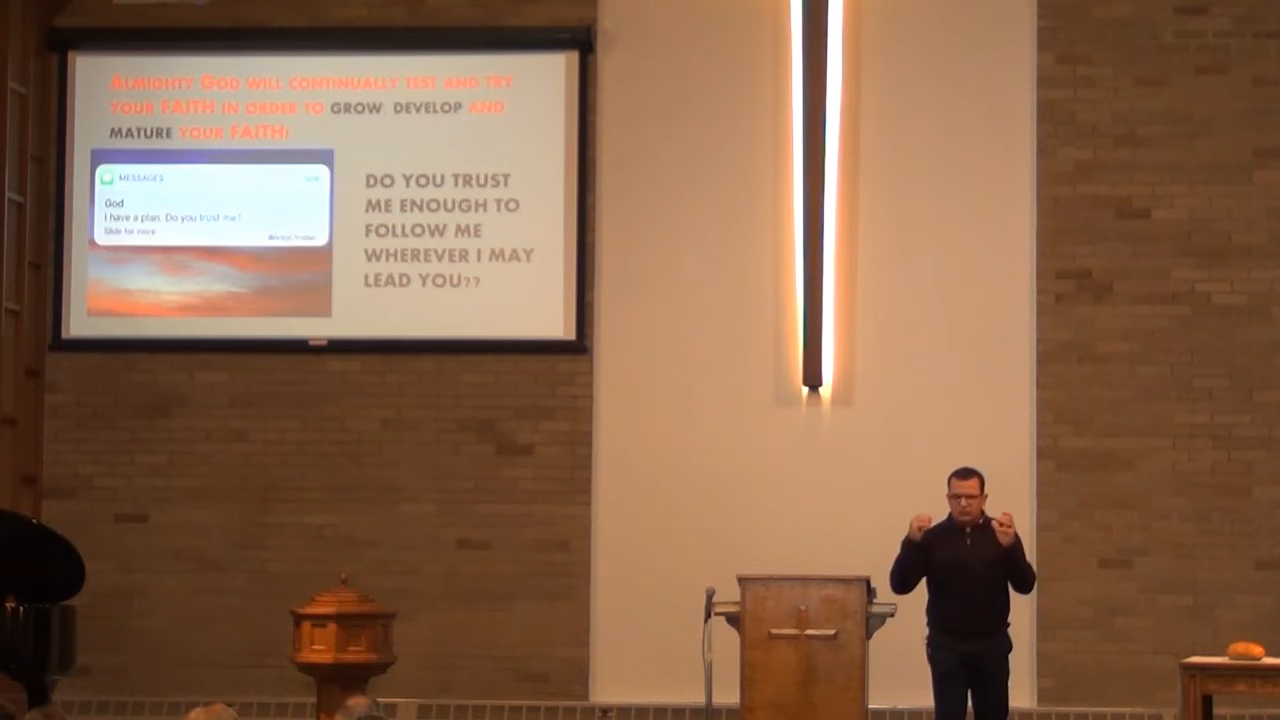 ALMIGHTY GOD WILL CONTINUALLY TEST AND TRY
YOUR FAITH IN ORDER TO GROW DEVELOP AND
MATURE YOUR FAITH!
MESSAGES
God
I have a plan. Do you trust me?
Slide for more
DO YOU TRUST
ME ENOUGH TO
FOLLOW ME
WHEREVER I MAY
LEAD YOU??